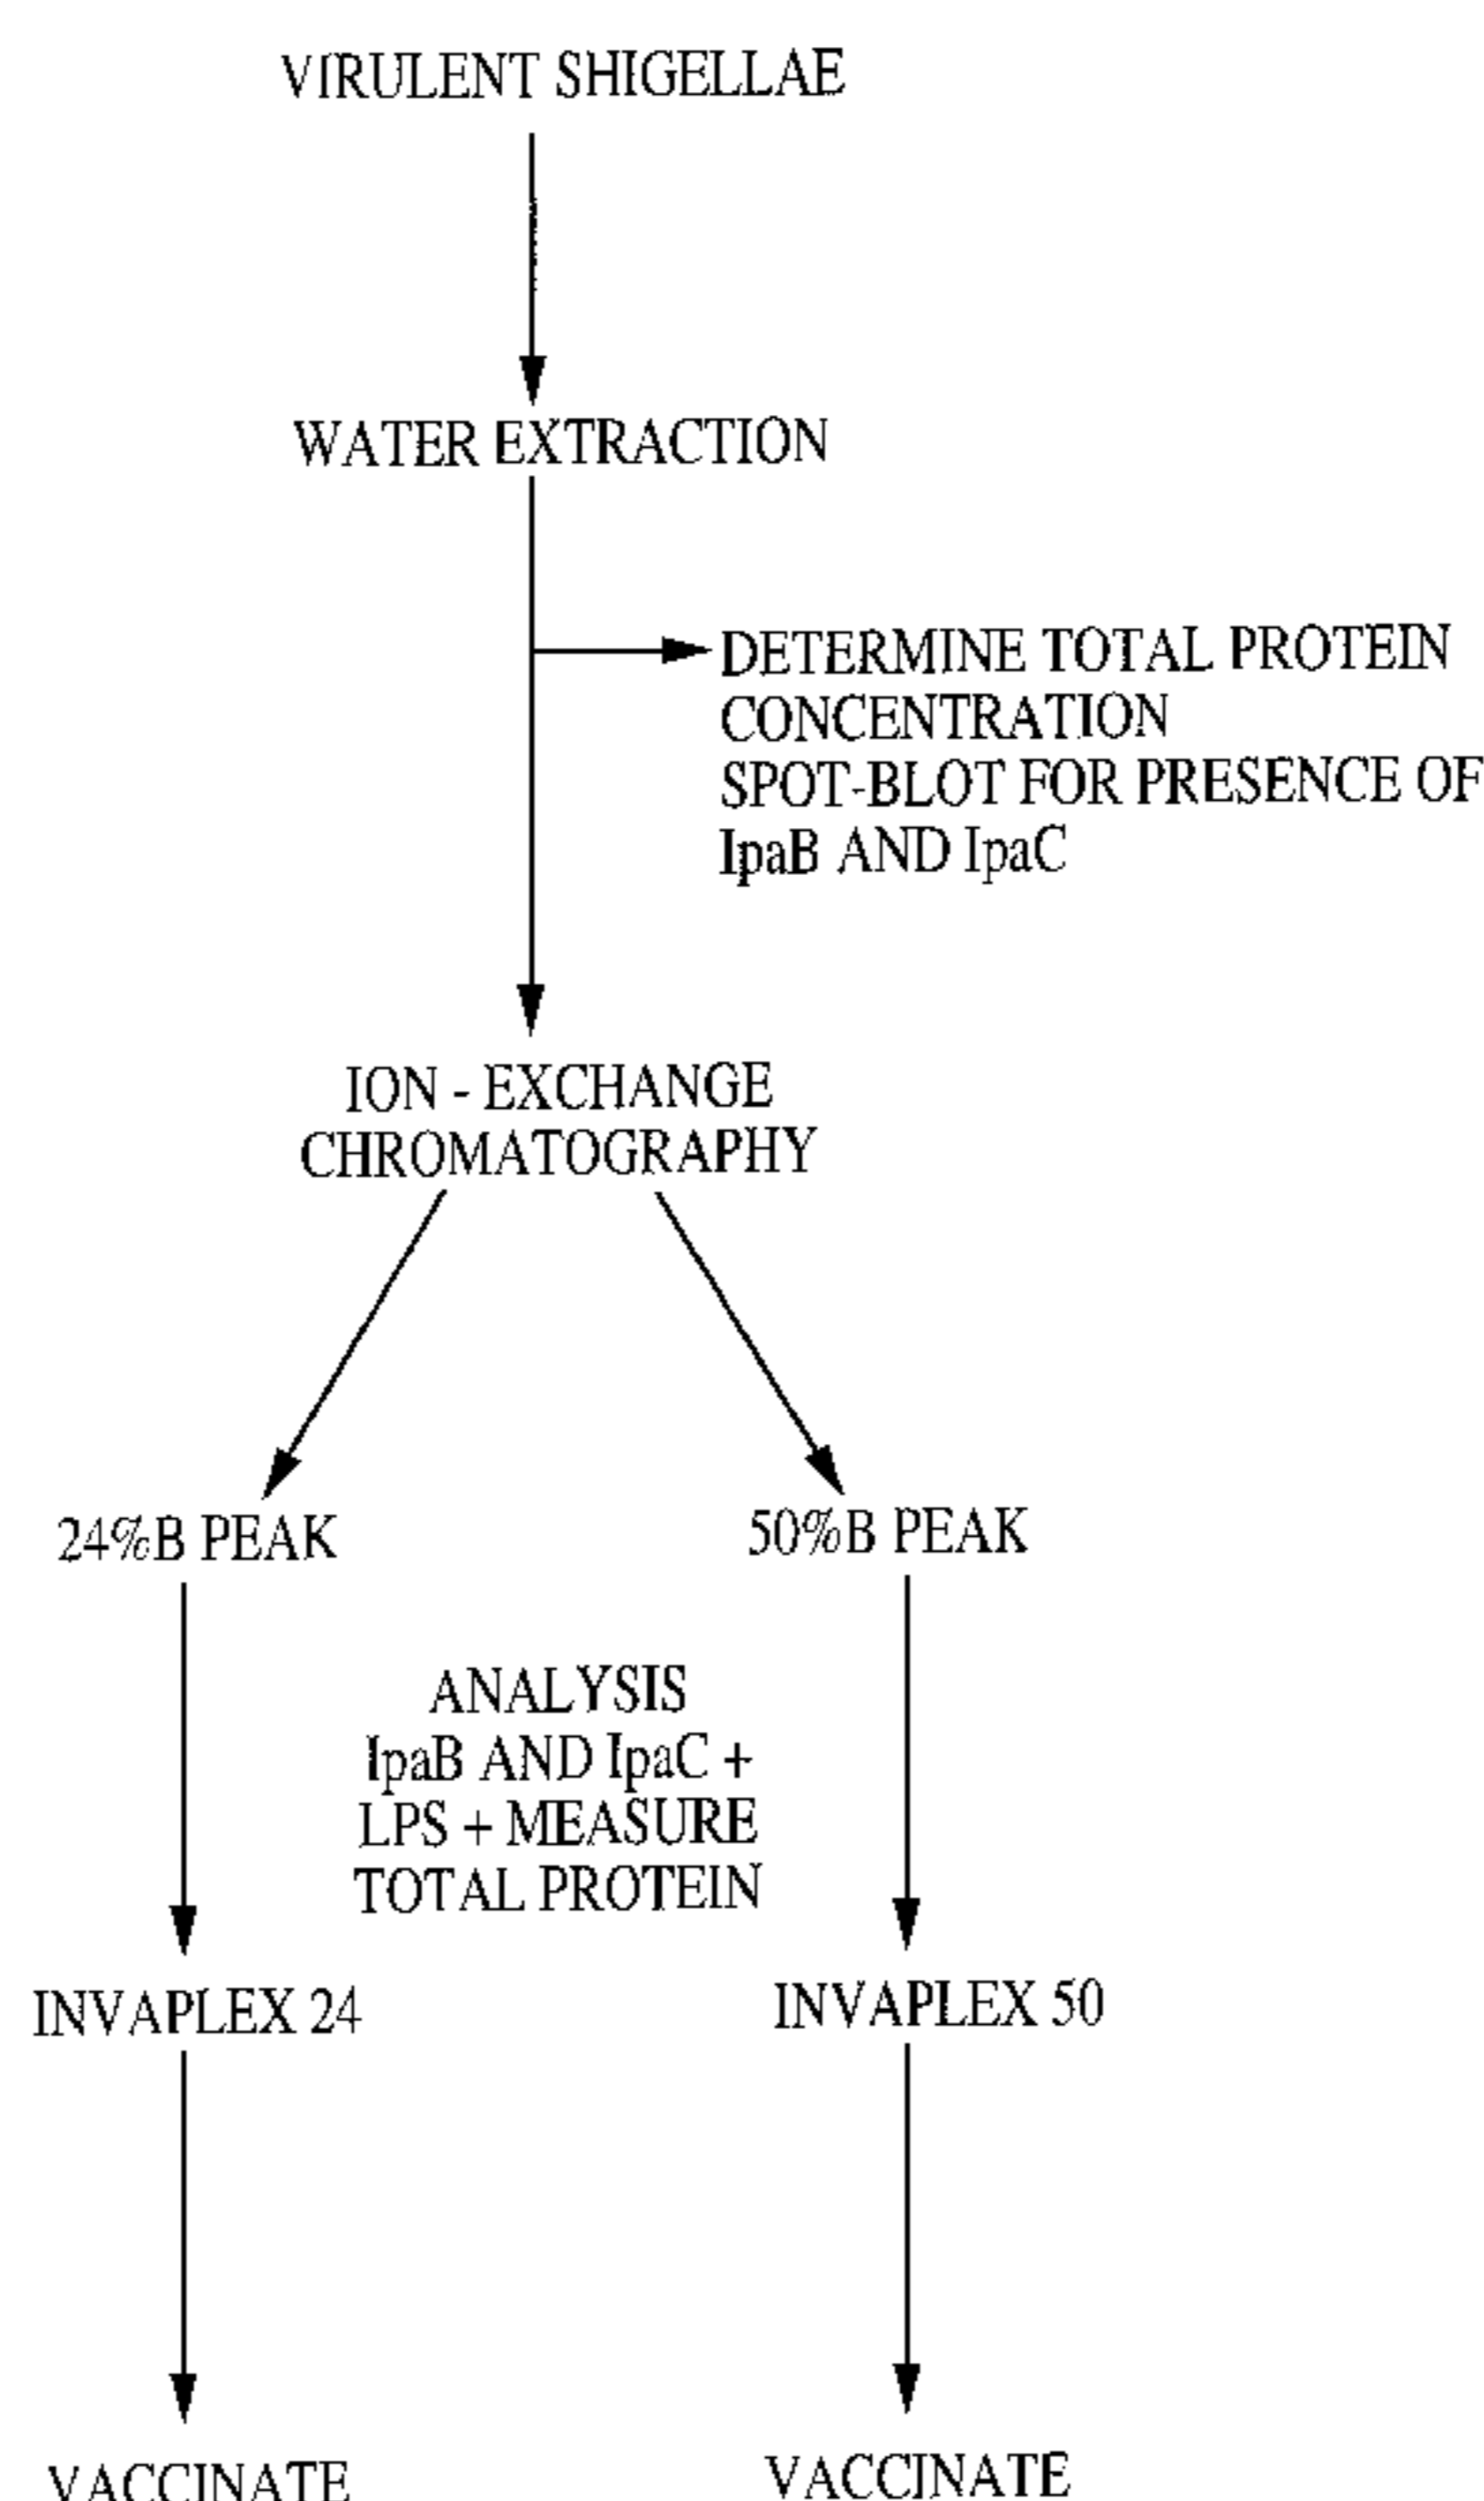 VIRULENT SHIGELLAE
WATER EXTRACTION
DETERMINE TOTAL PROTEIN
CONCENTRATION
SPOT-BLOT FOR PRESENCE OF
IpaB AND IpaC
ION - EXCHANGE
CHROMATOGRAPHY
24%B PEAK
50%B PEAK
ANALYSIS
IpaB AND IpaC +
LPS + MEASURE
TOTAL PROTEIN
INVAPLEX 24
INVAPLEX 50
VACCINATE
VACCINATE